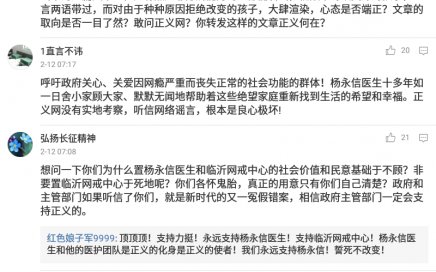 言两语带过，而对由于种种原因拒绝改变的孩子，大肆渲染，心态是否端正？文章的
取向是否一目了然？敢问正义网？你转发这样的文章正义何在？
1直言不讳
20
2-12 07:17
呼吁政府关心、关爱因网瘾严重而丧失正常的社会功能的群体！杨永信医生十多年如
一日舍小家顾大家、默默无闻地帮助着这些绝望家庭重新找到生活的希望和幸福。正
义网没有实地考察，听信网络谣言，根本是良心极坏！
弘扬长征精神
21
2-12 07:08
想问一下你们为什么置杨永信医生和临沂网戒中心的社会价值和民意基础于不顾？非
要置临沂网戒中心于死地呢？你们各怀鬼胎，真正的用意只有你们自己清楚？政府和
主管部门如果听信了你们，就是新时代的又一冤假错案，相信政府主管部门一定会支
持正义的。
红色娘子军9999: 顶顶顶！支持力挺！永远支持杨永信医生！支持临沂网戒中心！杨永信医
生和他的医护团队是正义的化身是正义的使者！我们永远支持杨永信！誓死不改变！